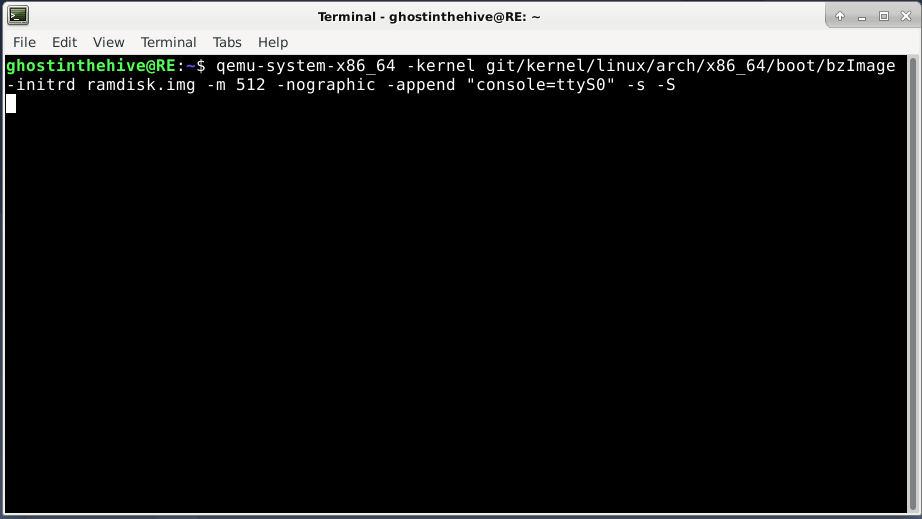 Terminal - ghostinthehive@RE: ~
File Edit View Terminal Tabs Help
ghostinthehive@RE:~$ qemu-system-x86_64 -kernel git/kernel/linux/arch/x86_64/boot/bzImage
-initrd ramdisk.img -m 512 -nographic -append "console=ttyS0" -s -S